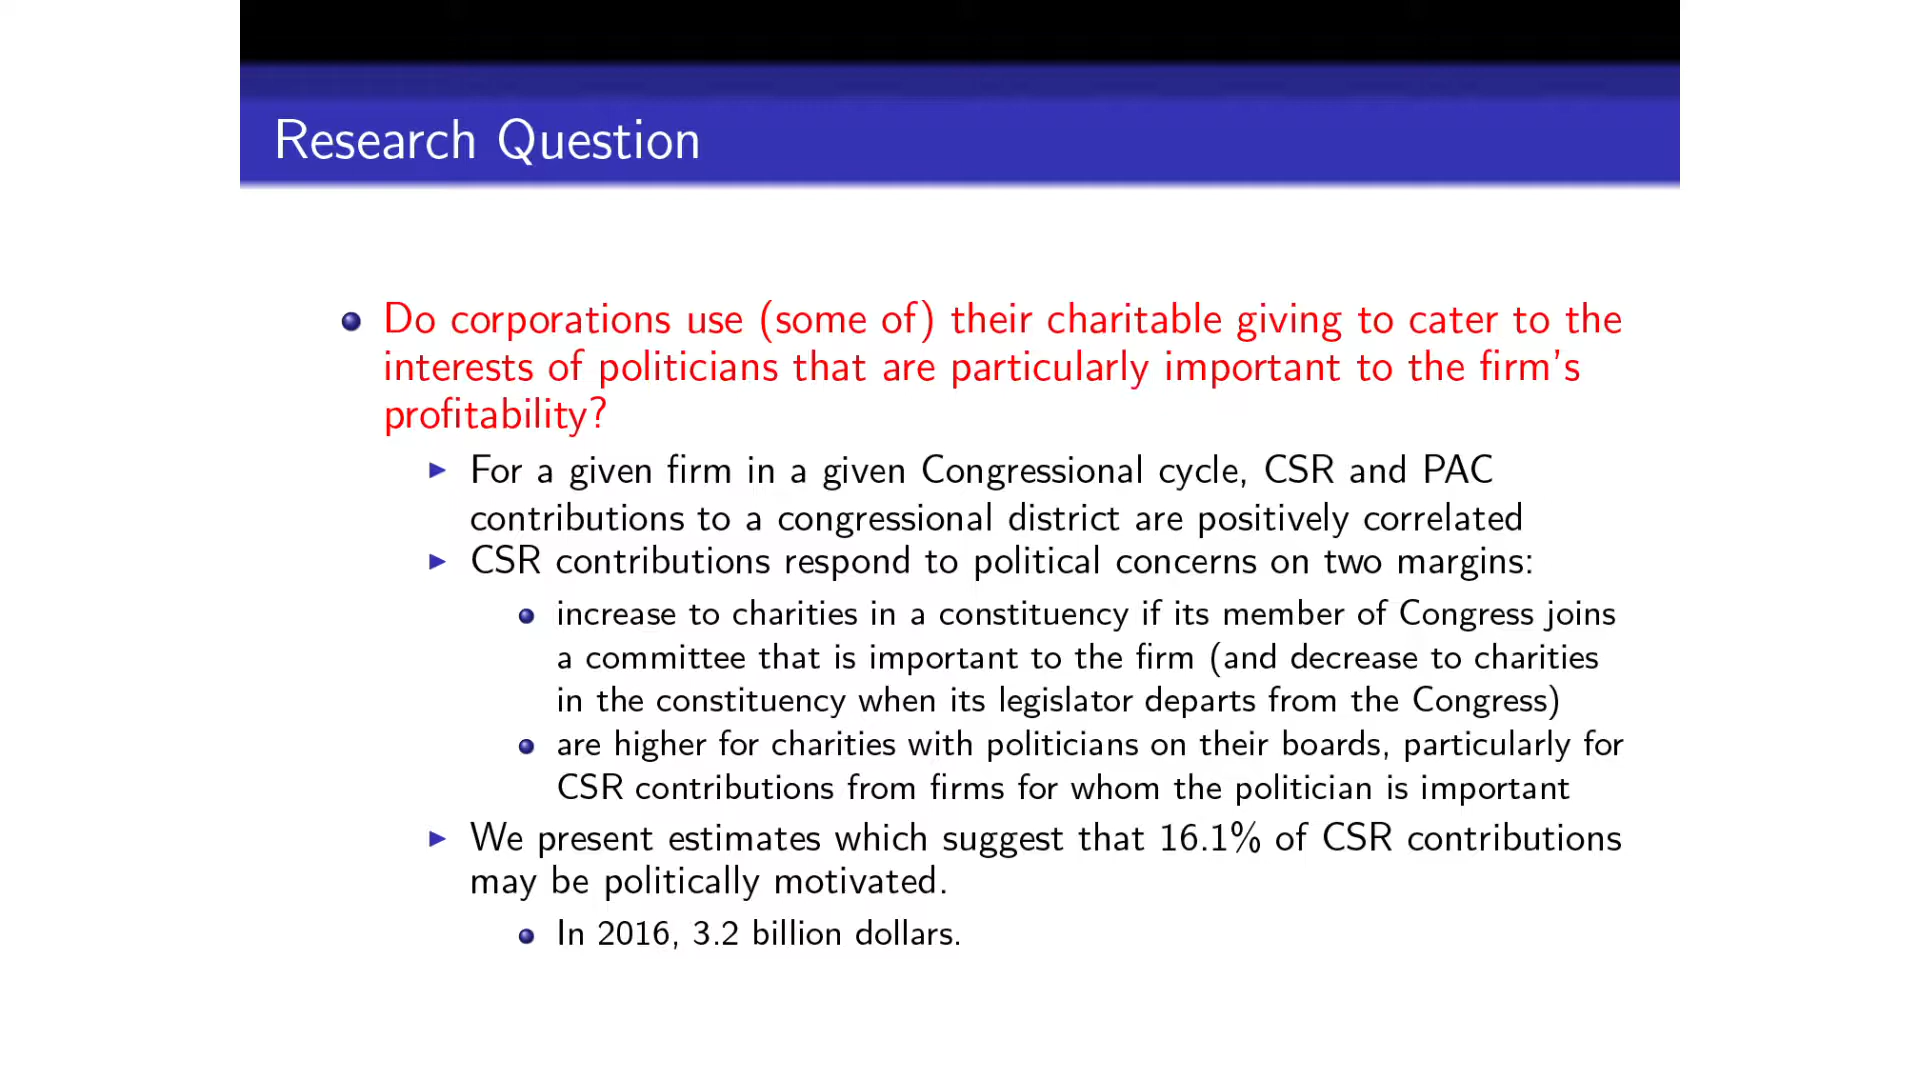 Research Question
Do corporations use (some of) their charitable giving to cater to the
interests of politicians that are particularly important to the firm's
profitability?
For a given firm in a given Congressional cycle, CSR and PAC
contributions to a congressional district are positively correlated
CSR contributions respond to political concerns on two margins:
increase to charities in a constituency if its member of Congress joins
a committee that is important to the firm (and decrease to charities
in the constituency when its legislator departs from the Congress)
are higher for charities with politicians on their boards, particularly for
CSR contributions from firms for whom the politician is important
We present estimates which suggest that 16.1% of CSR contributions
may be politically motivated.
In 2016, 3.2 billion dollars.